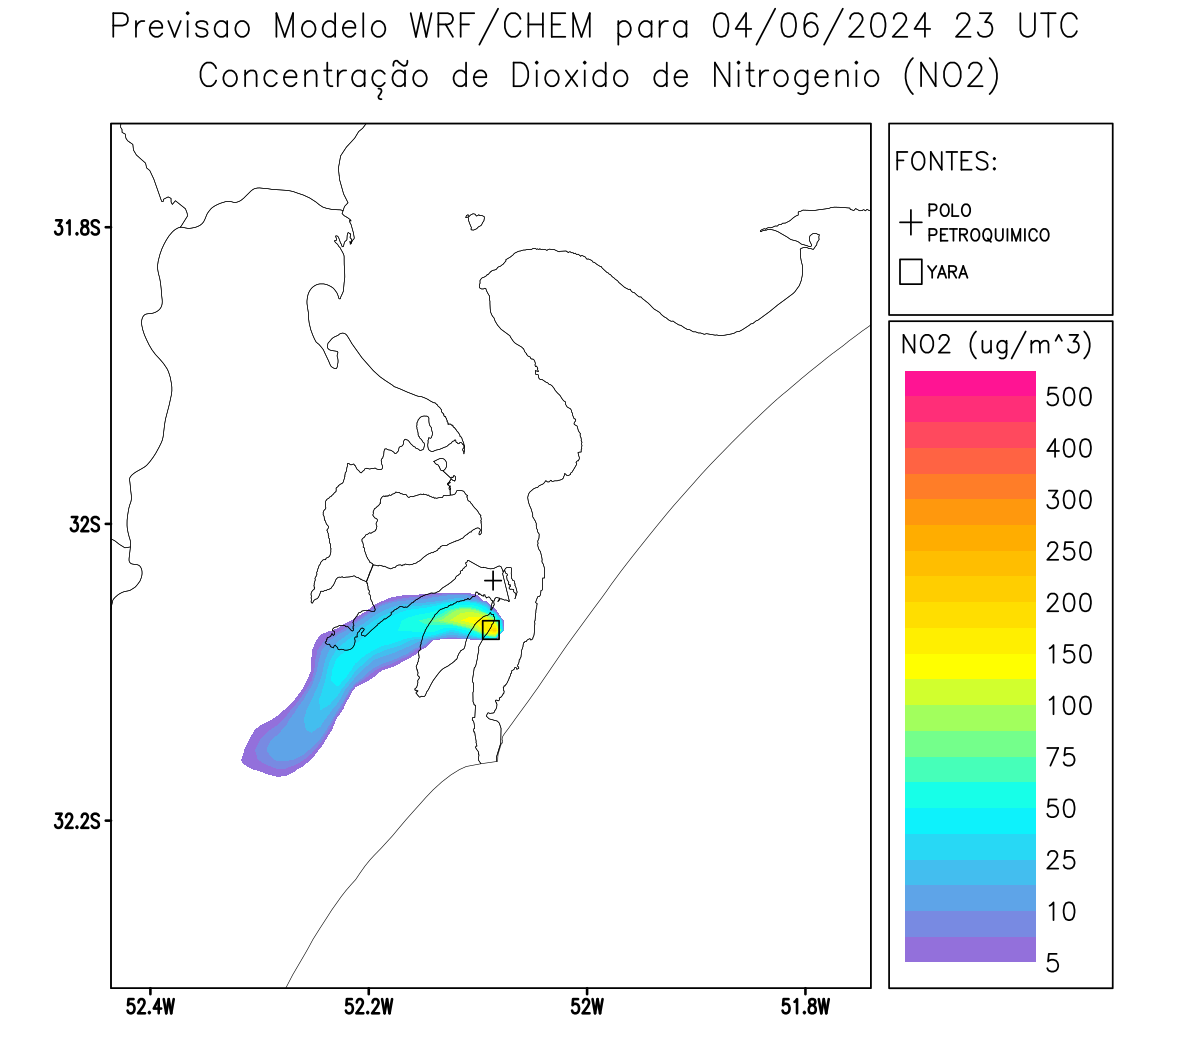 Previsao Modelo WRF/CHEM para 04/06/2024 23 UTC
Concentração de Dioxido de Nitrogenio (NO2)
FONTES:
POLO
PETROQUIMICO
YARA
NO2 (ug/m^3)
500
400
300
250
200
150
100
75
50
25
10
5
31.8S
32S
32.2S
52.4W
52.2W
52W
51.8W